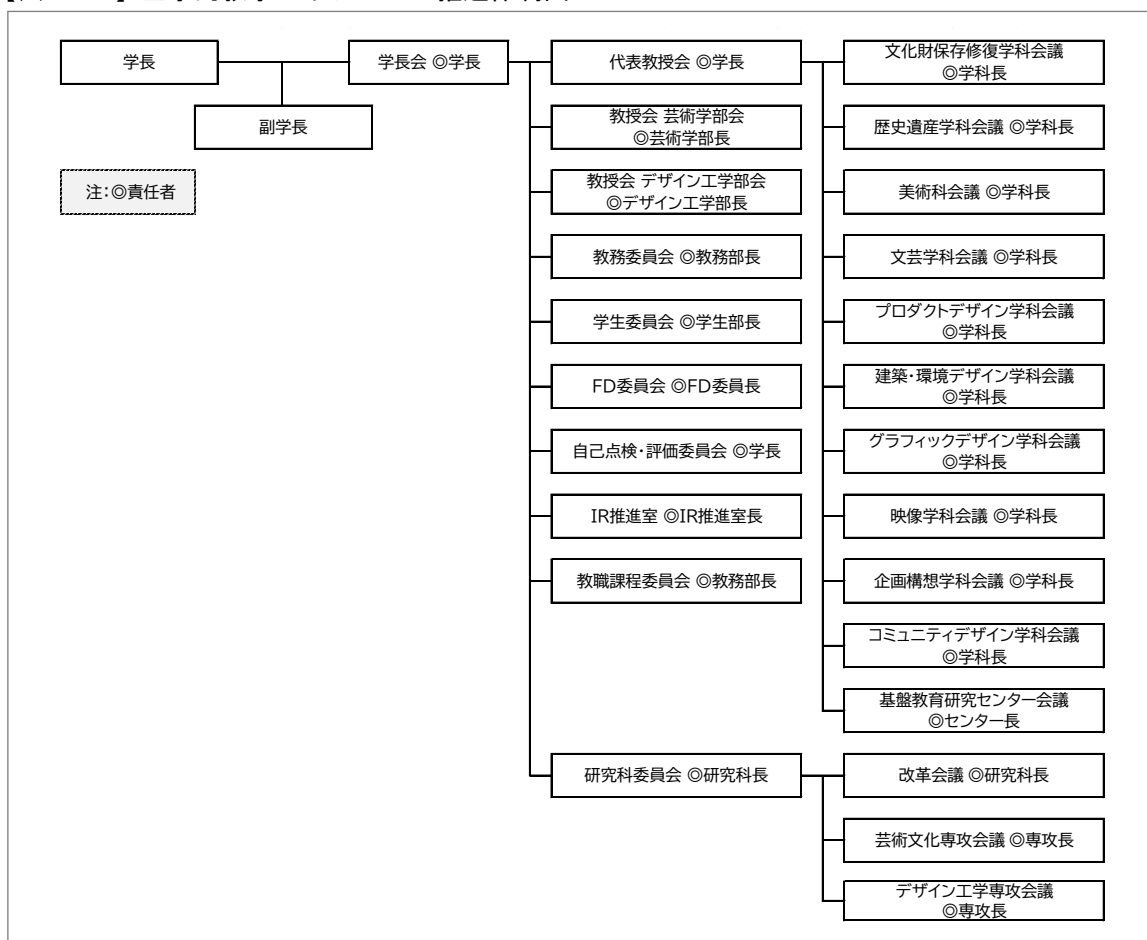 学長
副学長
注：◎責任者
学長会 ◎学長
代表教授会 ◎学長
教授会 芸術学部会
◎芸術学部長
教授会 デザイン工学部会
◎デザイン工学部長
教務委員会 ◎教務部長
学生委員会 ◎学生部長
FD委員会 ◎FD委員長
自己点検・評価委員会 ◎学長
IR推進室 ◎IR推進室長
教職課程委員会 ◎教務部長
研究科委員会 ◎研究科長
文化財保存修復学科会議
◎学科長
歴史遺産学科会議 ◎学科長
美術科会議 ◎学科長
文芸学科会議 ◎学科長
プロダクトデザイン学科会議
◎学科長
建築・環境デザイン学科会議
◎学科長
グラフィックデザイン学科会議
◎学科長
映像学科会議 ◎学科長
企画構想学科会議 ◎学科長
コミュニティデザイン学科会議
◎学科長
基盤教育研究センター会議
◎センター長
改革会議 ◎研究科長
芸術文化専攻会議 ◎専攻長
デザイン工学専攻会議
◎専攻長